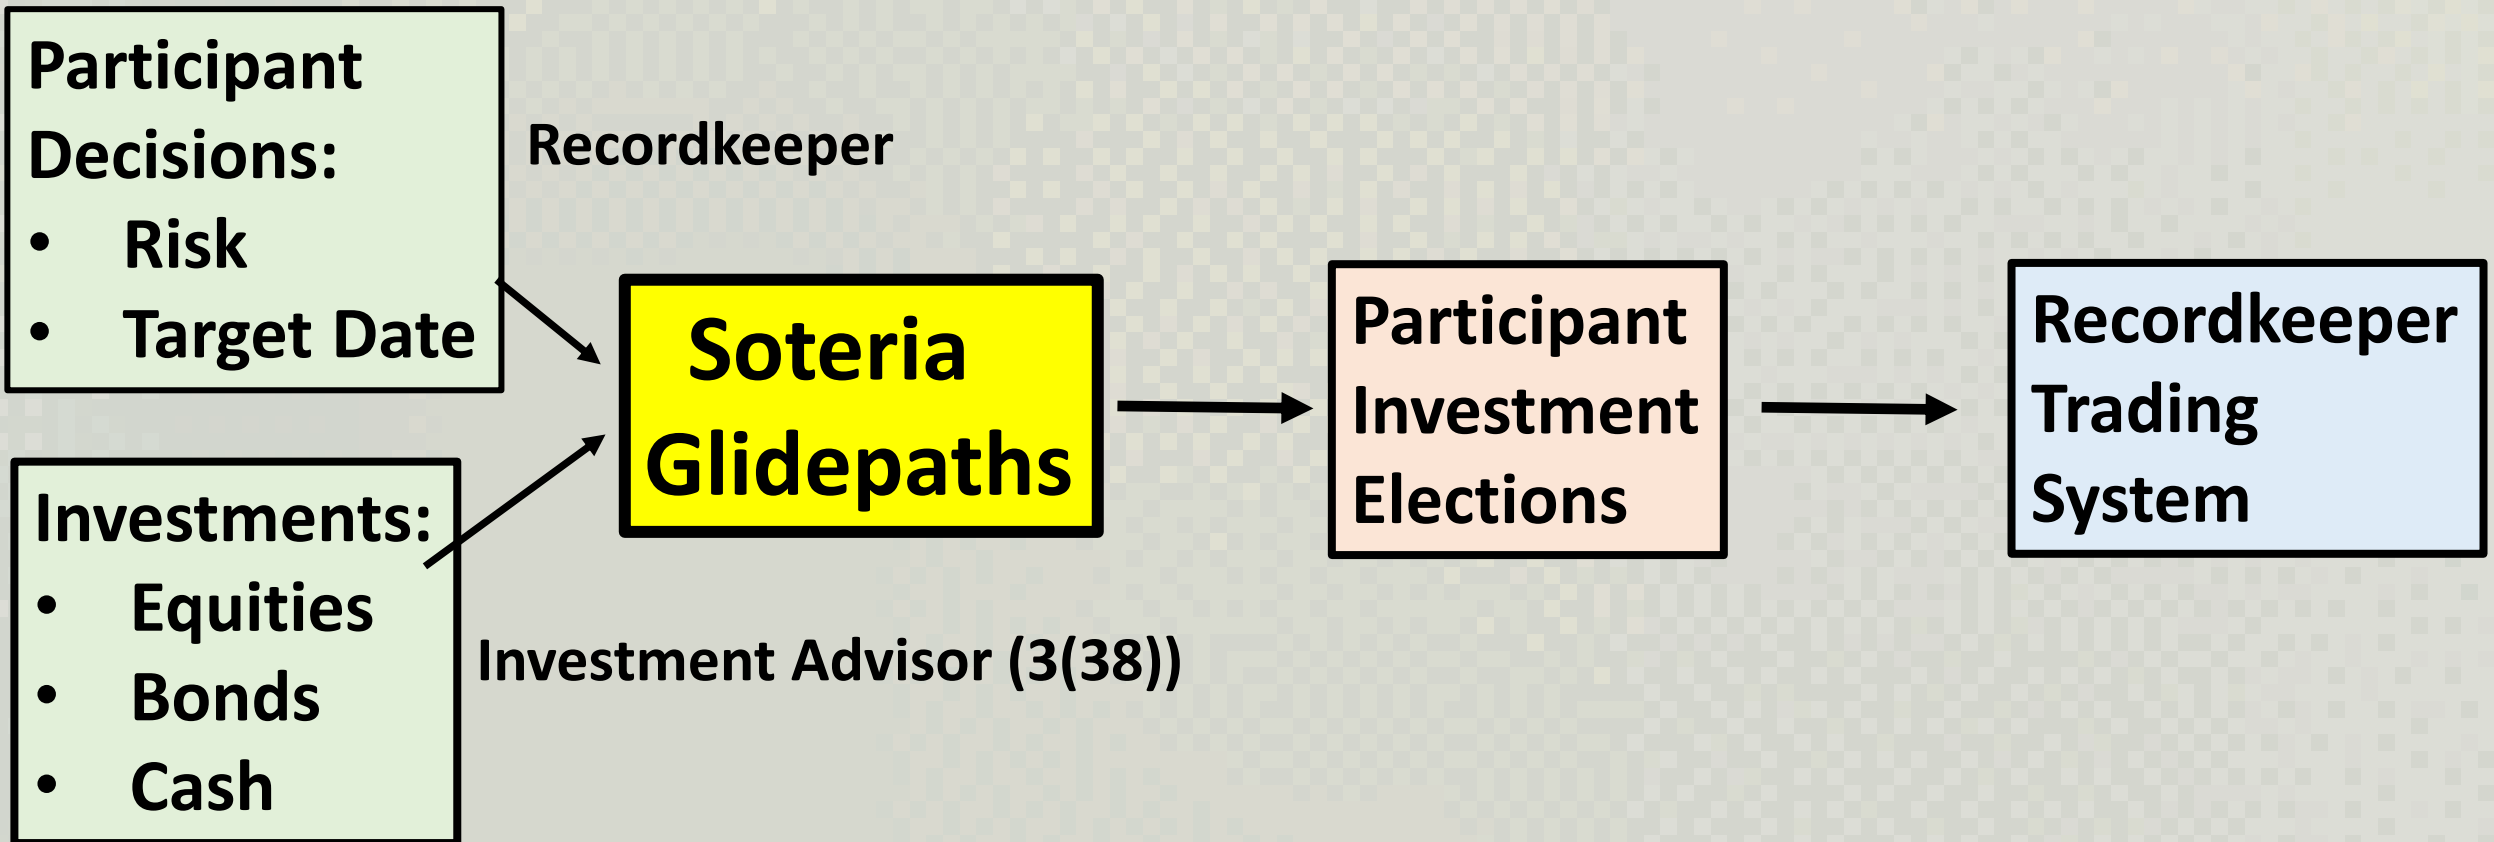 Participant
Decisions:
• Risk
• Target Date
Recordkeeper
Investments:
• Equities
• Bonds
• Cash
Investment Advisor (3(38))
Soteria
Glidepaths
Participant
Investment
Elections
Recordkeeper
Trading
System